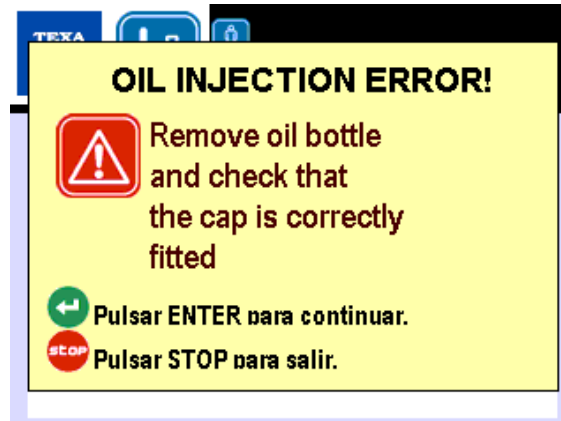 TEXA
OIL INJECTION ERROR!
Remove oil bottle
and check that
the cap is correctly
fitted
Pulsar ENTER para continuar.
stop Pulsar STOP para salir.